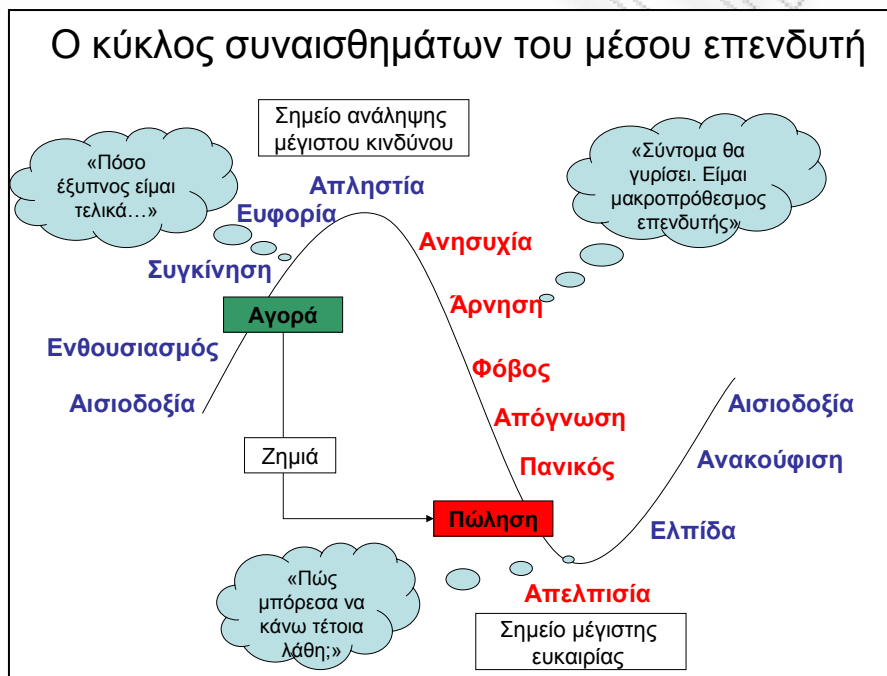 Ο κύκλος συναισθημάτων του μέσου επενδυτή
Σημείο ανάληψης
μέγιστου κινδύνου
«Πόσο
έξυπνος είμαι
τελικά…»
«Σύντομα θα
γυρίσει. Είμαι
μακροπρόθεσμος
επενδυτής»
Απληστία
Ευφορία
Ανησυχία
Συγκίνηση
Άρνηση
Αγορά
Ενθουσιασμός
Φόβος
Αισιοδοξία
Απόγνωση
Αισιοδοξία
Ζημιά
Πανικός
Ανακούφιση
Πώληση
Ελπίδα
«Πώς
μπόρεσα να
κάνω τέτοια
λάθη;»
Απελπισία
Σημείο μέγιστης
ευκαιρίας